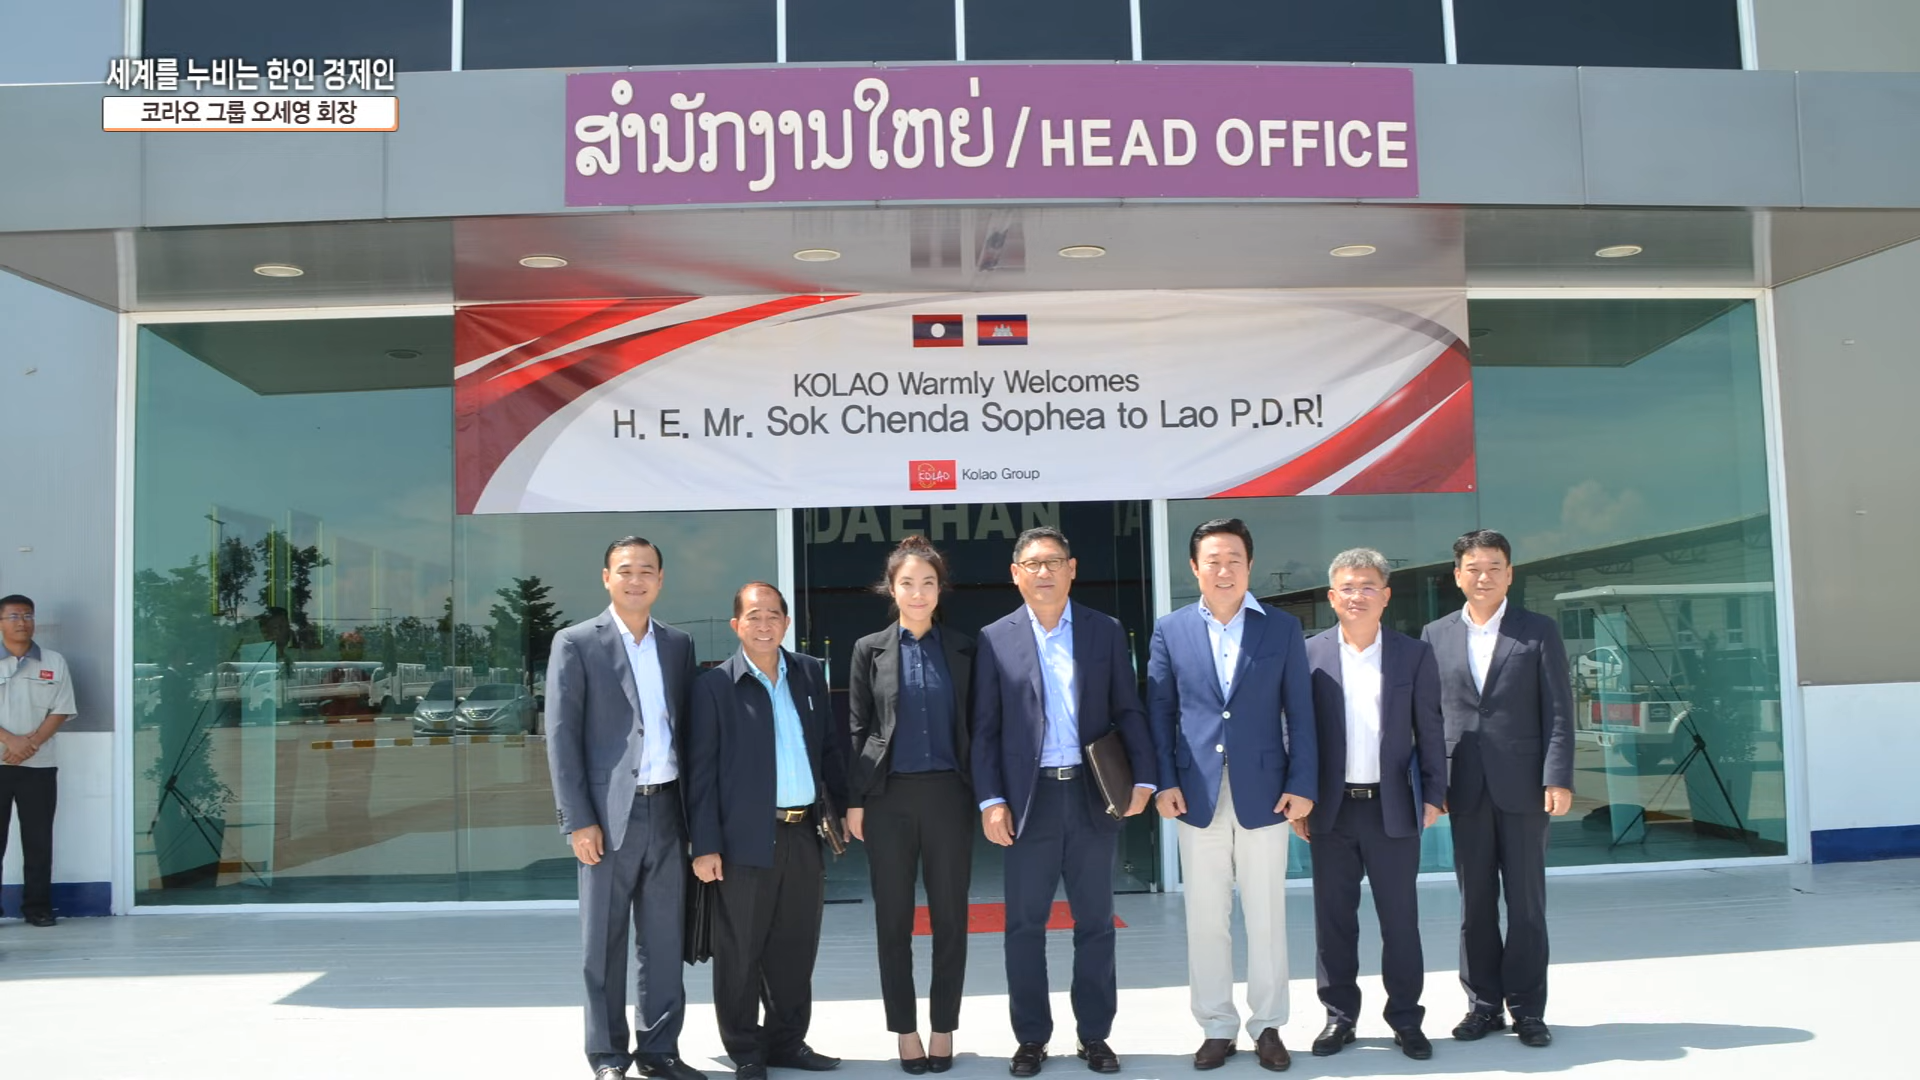 세계를 누비는 한인 경제인
코라오 그룹 오세영 회장
ສຳນັກງານໃຫຍ່ / HEAD OFFICE
KOLAO Warmly Welcomes
H. E. Mr. Sok Chenda Sophea to Lao P.D.R!
KOLAO Kolao Group
DAEHAN